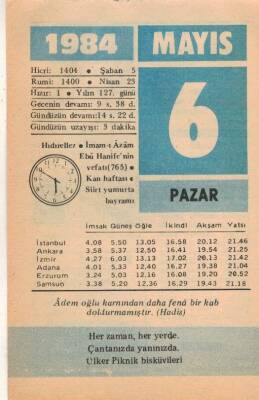 1984 MAYIS
Hicri: 1404 • Şaban 5
Rumi: 1400 • Nisan 23
Hızır: 1 • Yılın 127. günü
Gecenin devamı: 9 s. 38 d.
Gündüzün devamı: 14 s. 22 d.
Gündüzün uzayışı: 3 dakika
6
PAZAR
Hıdırellez • İmam-ı Âzâm
Ebû Hanife'nin
vefatı (765) •
Kan haftası •
Siirt yumurta
bayramı
İmsak Güneş Öğle İkindi Akşam Yatsı
İstanbul 4.08 5.50 13.05 16.58 20.12 21.46
Ankara 3.58 5.37 12.50 16.41 19.54 21.25
İzmir 4.27 6.03 13.13 17.02 20.13 21.42
Adana 4.01 5.33 12.40 16.27 19.38 21.04
Erzurum 3.24 5.03 12.16 16.08 19.20 20.52
Samsun 3.38 5.20 12.36 16.29 19.43 21.18
Âdem oğlu karnından daha fenâ bir kab
doldurmamıştır. (Hadis)
Her zaman, her yerde.
Çantanızda yanınızda.
Ülker Piknik bisküvileri